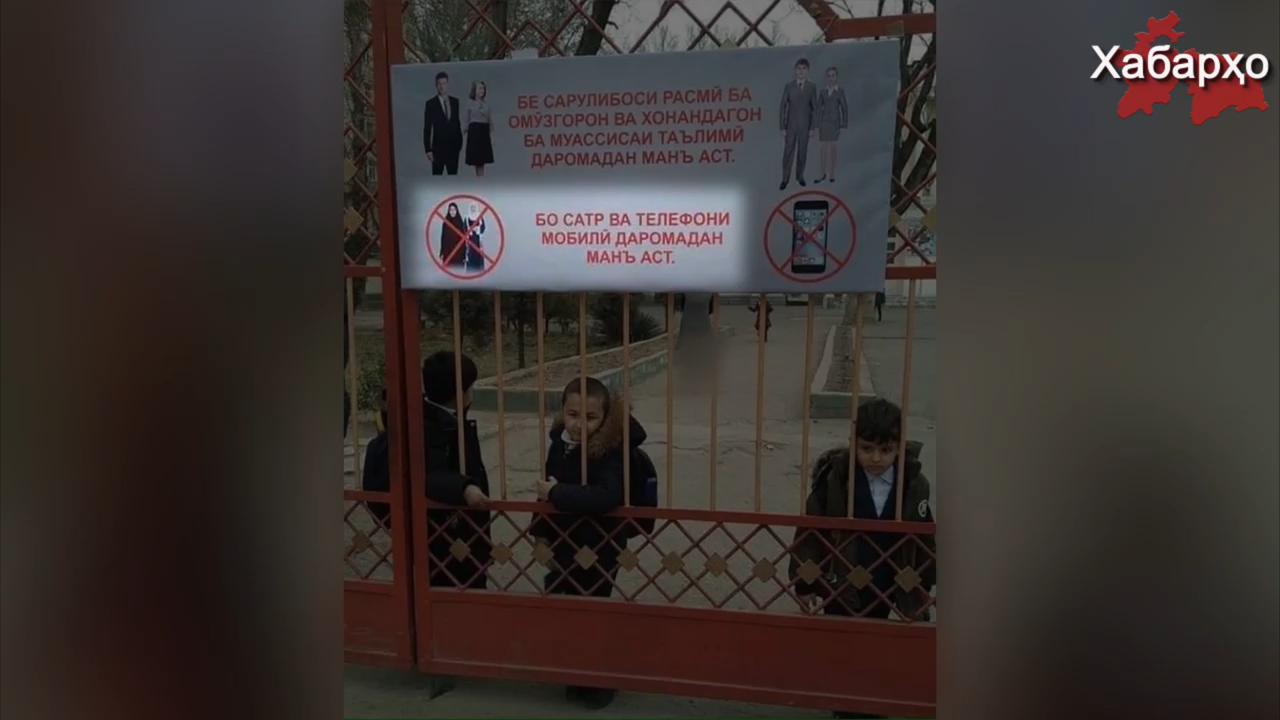 Хабарҳо
БЕ САРУЛИБОСИ РАСМӢ БА
ОМӮЗГОРОН ВА ХОНАНДАГОН
БА МУАССИСАИ ТАЪЛИМӢ
ДАРОМАДАН МАНЪ АСТ.
БО САТР ВА ТЕЛЕФОНИ
МОБИЛӢ ДАРОМАДАН
МАНЪ АСТ.